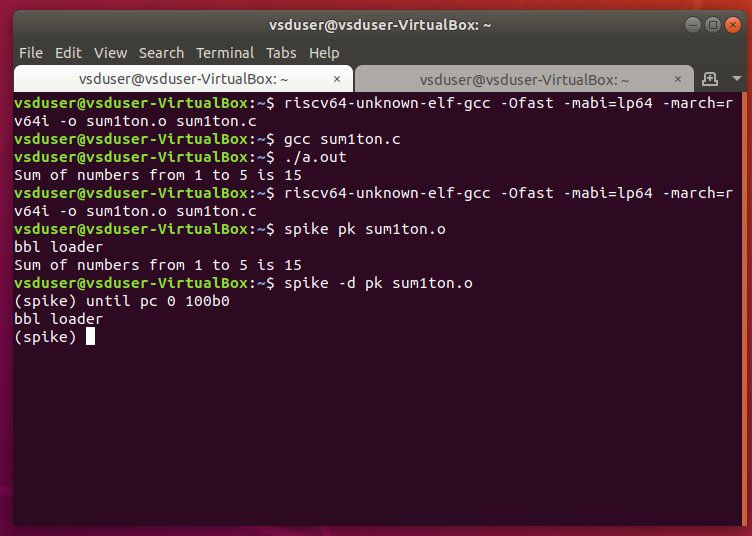 vsduser@vsduser-VirtualBox: ~
File Edit View Search Terminal Tabs Help
vsduser@vsduser-VirtualBox: ~ × vsduser@vsduser-VirtualBox: ~ ×
vsduser@vsduser-VirtualBox:~$ riscv64-unknown-elf-gcc -Ofast -mabi=lp64 -march=r
v64i -o sum1ton.o sum1ton.c
vsduser@vsduser-VirtualBox:~$ gcc sum1ton.c
vsduser@vsduser-VirtualBox:~$ ./a.out
Sum of numbers from 1 to 5 is 15
vsduser@vsduser-VirtualBox:~$ riscv64-unknown-elf-gcc -Ofast -mabi=lp64 -march=r
v64i -o sum1ton.o sum1ton.c
vsduser@vsduser-VirtualBox:~$ spike pk sum1ton.o
bbl loader
Sum of numbers from 1 to 5 is 15
vsduser@vsduser-VirtualBox:~$ spike -d pk sum1ton.o
(spike) until pc 0 100b0
bbl loader
(spike)